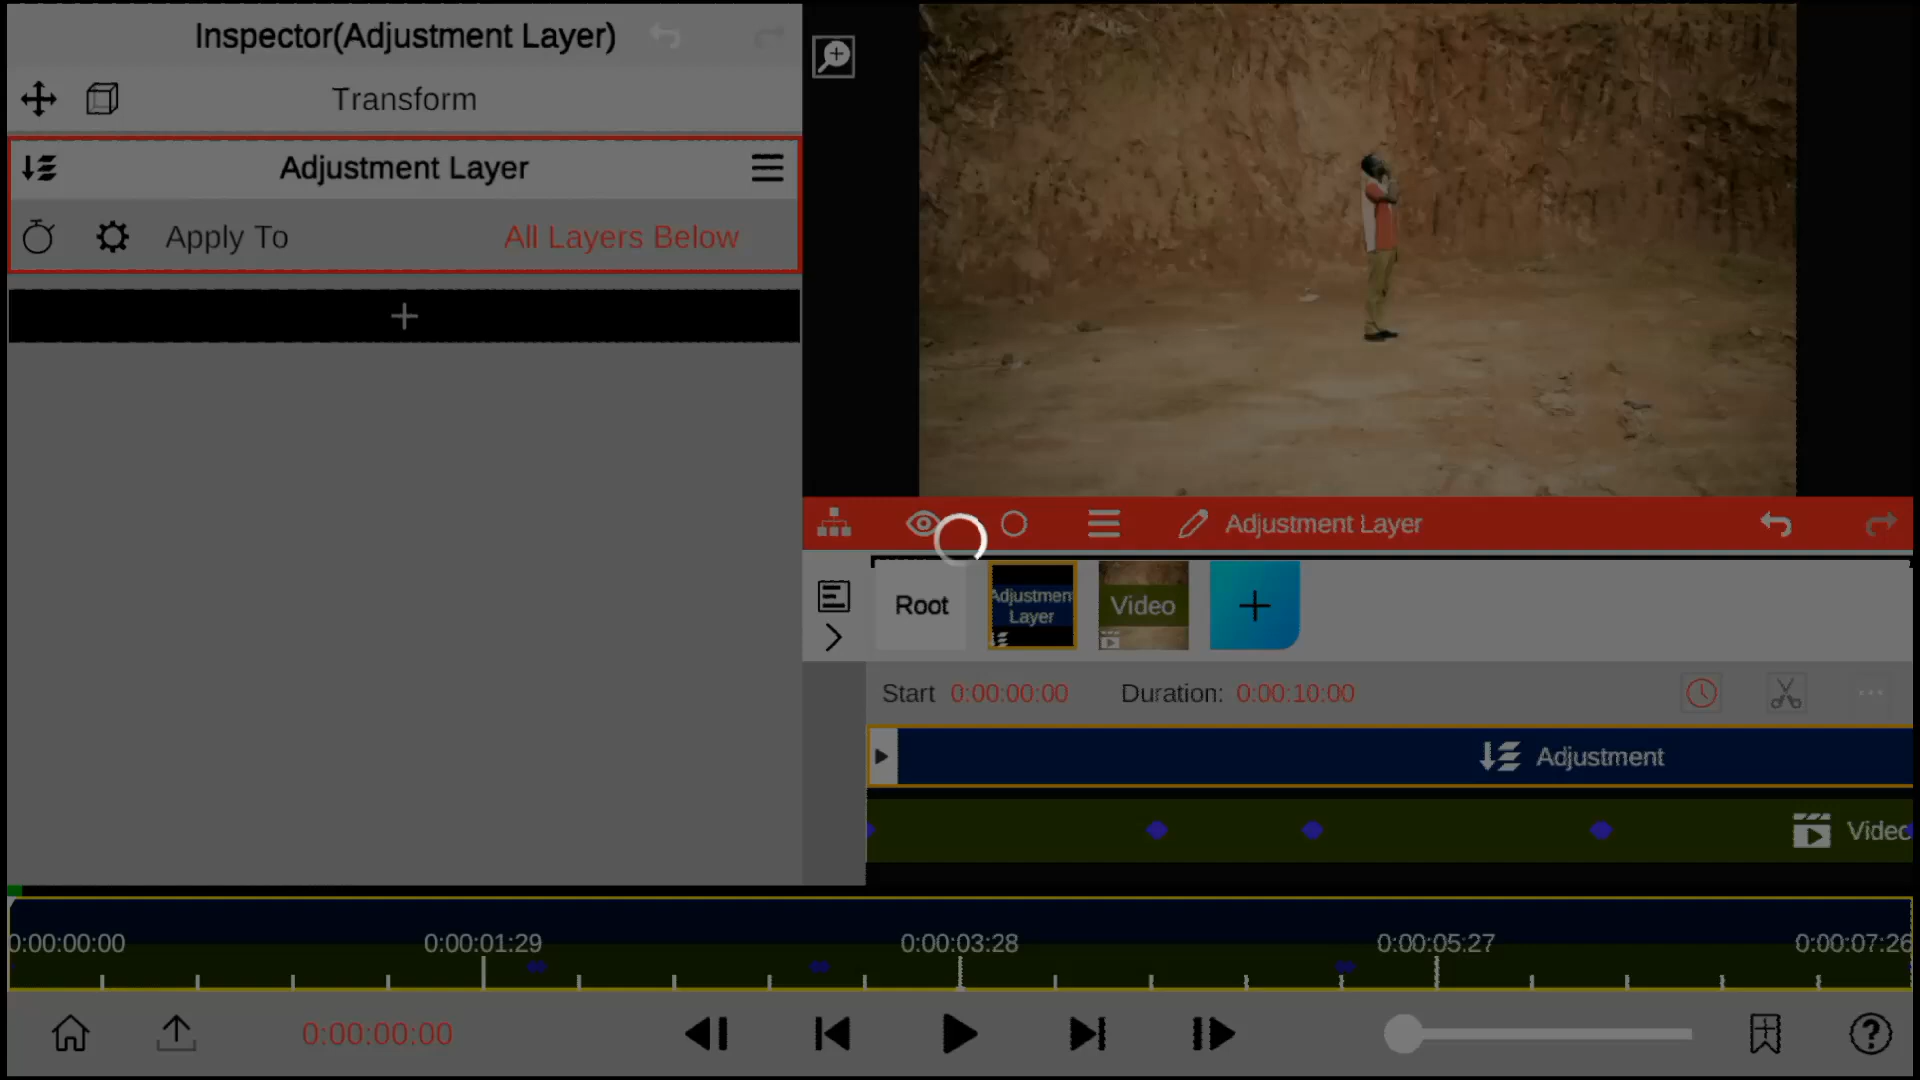 Inspector(Adjustment Layer)
Transform
Adjustment Layer
Apply To All Layers Below
Adjustment Layer
Root
Adjustmen
Layer
Video
Start 0:00:00:00 Duration: 0:00:10:00
Adjustment
Video
0:00:00:00 0:00:01:29 0:00:03:28 0:00:05:27 0:00:07:26
0:00:00:00